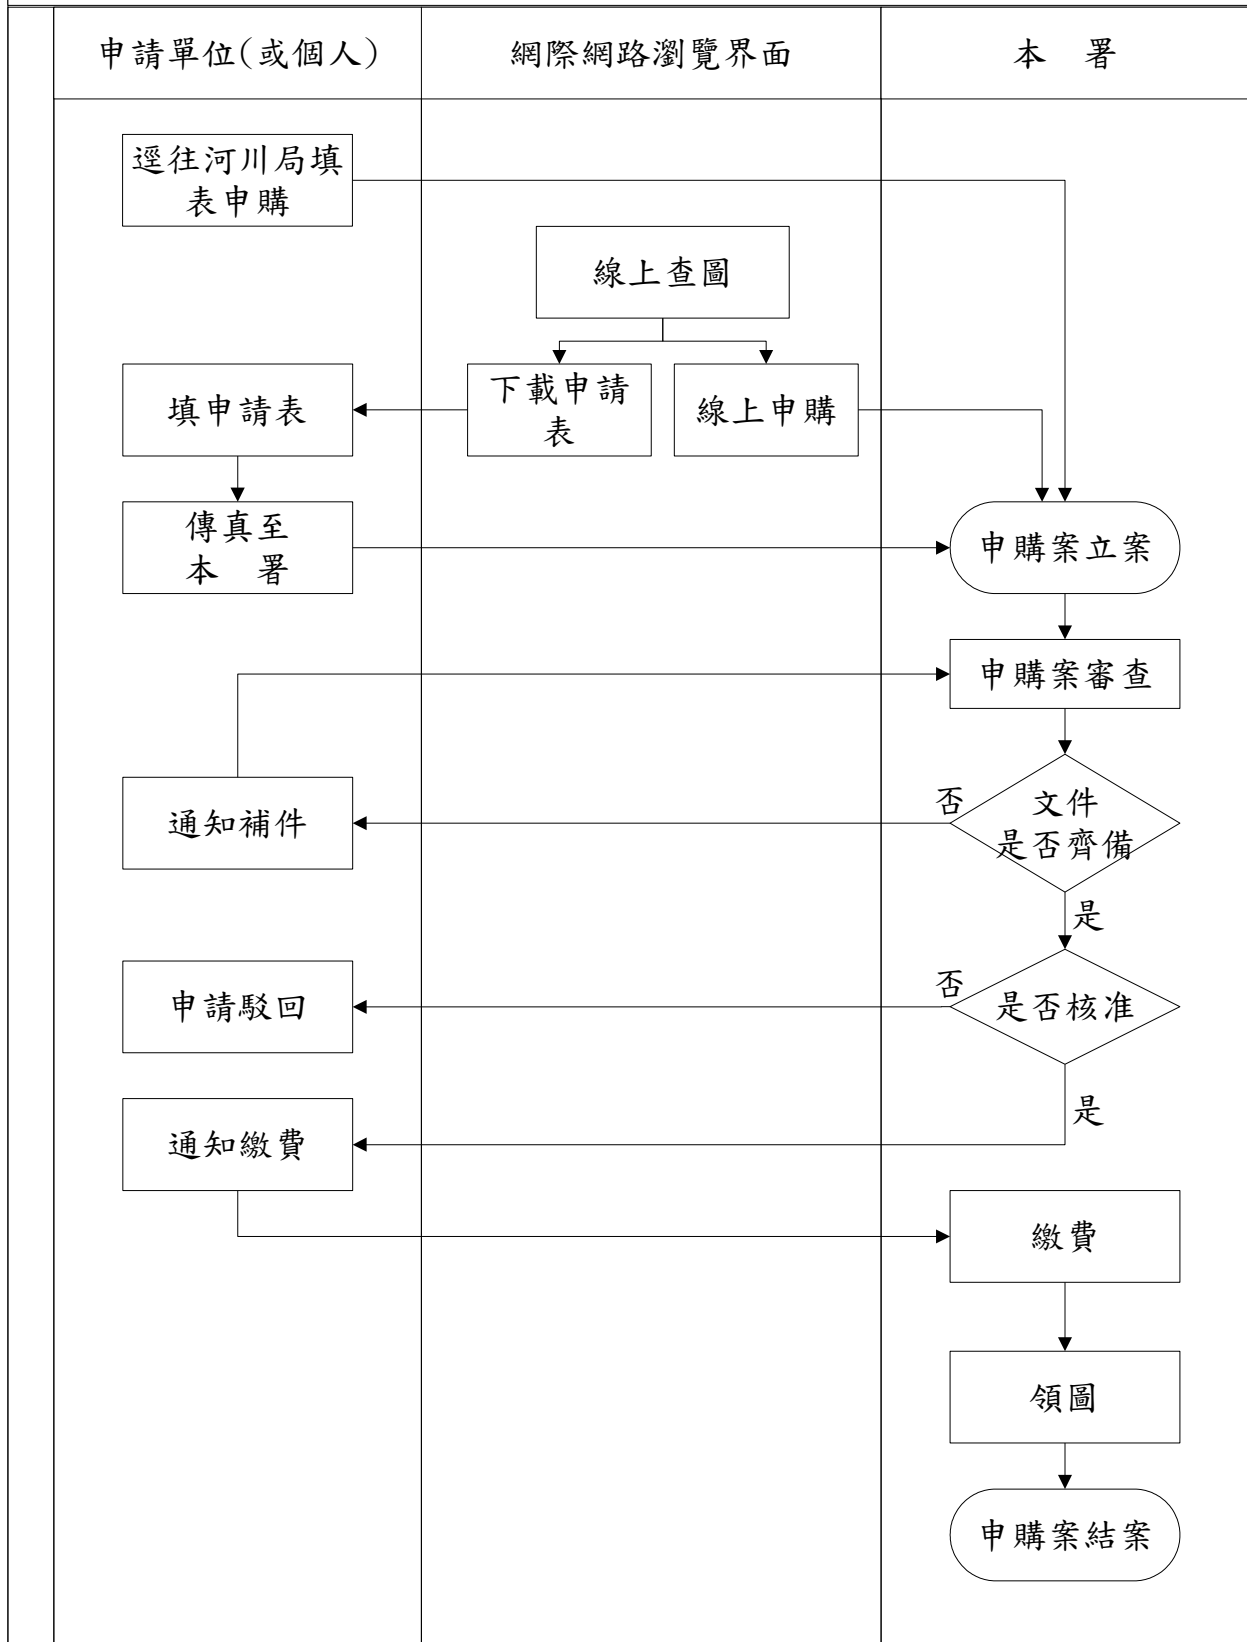 申請單位(或個人)
網際網路瀏覽界面
本　署
逕往河川局填
表申購
線上查圖
下載申請
表
線上申購
填申請表
傳真至
本　署
申購案立案
申購案審查
文件
是否齊備
否
是
通知補件
是否核准
否
是
申請駁回
通知繳費
繳費
領圖
申購案結案